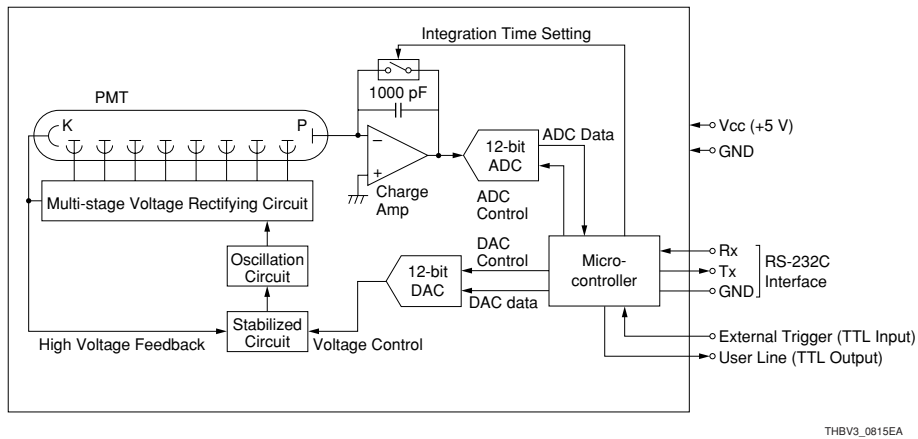 Integration Time Setting
1000 pF
PMT
K
P
−
+
Charge
Amp
12-bit
ADC
ADC Data
ADC
Control
Vcc (+5 V)
GND
Multi-stage Voltage Rectifying Circuit
Oscillation
Circuit
Stabilized
Circuit
High Voltage Feedback
Voltage Control
12-bit
DAC
DAC
Control
DAC data
Micro-
controller
Rx
Tx
GND
RS-232C
Interface
External Trigger (TTL Input)
User Line (TTL Output)
THBV3_0815EA